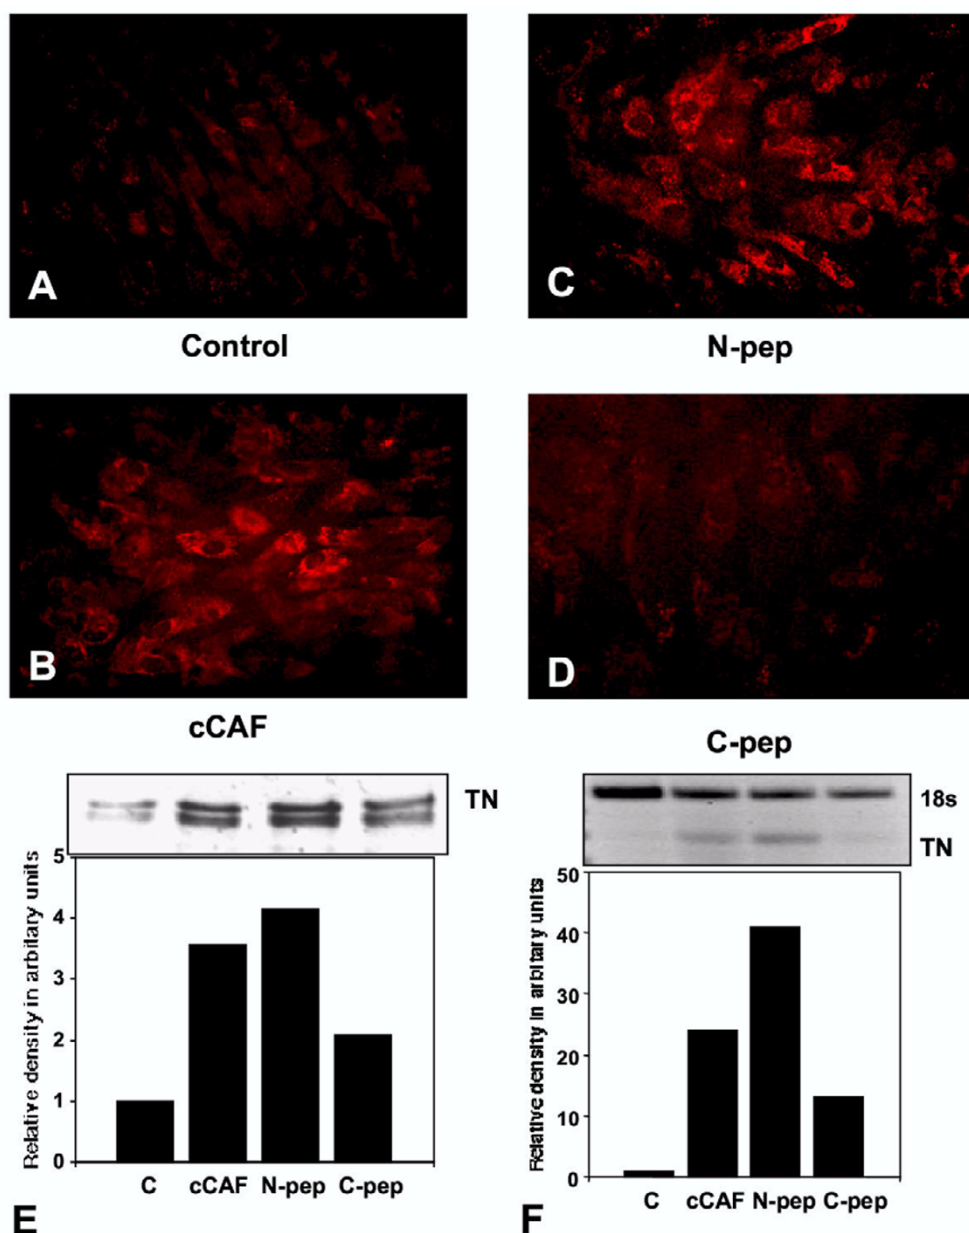 A
Control
C
N-pep
B
cCAF
D
C-pep
TN
Relative density in arbilary units
5
4
3
2
1
0
C cCAF N-pep C-pep
E
18s
TN
Relative density in arbitary units
50
40
30
20
10
0
C cCAF N-pep C-pep
F